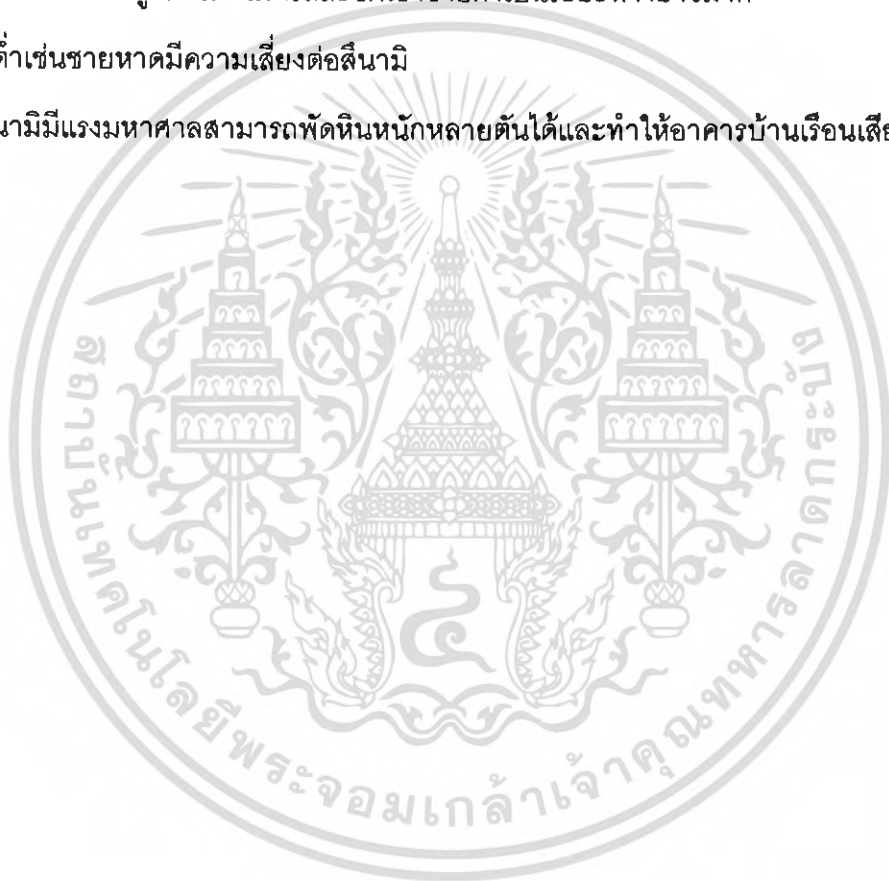 ต่ำเช่นชายหาดมีความเสี่ยงต่อสึนามิ
นามิมีแรงมหาศาลสามารถพัดหินหนักหลายตันได้และทำให้อาคารบ้านเรือนเสีย
สถาบันเทคโนโลยีพระจอมเกล้าเจ้าคุณทหารลาดกระบัง
๔